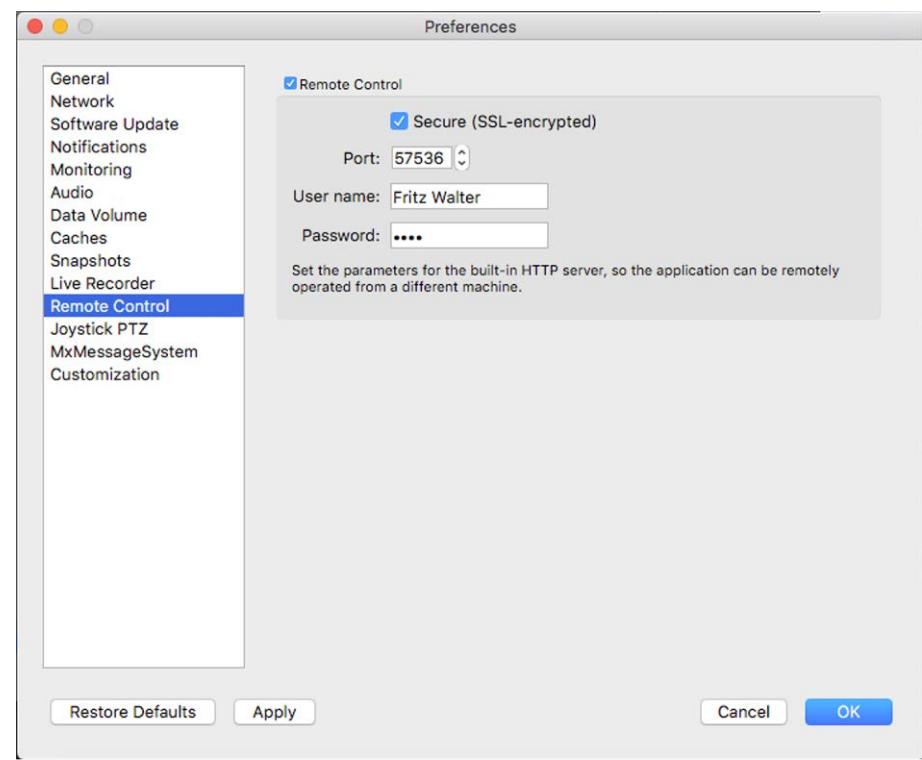 Preferences
General
Network
Software Update
Notifications
Monitoring
Audio
Data Volume
Caches
Snapshots
Live Recorder
Remote Control
Joystick PTZ
MxMessageSystem
Customization
Remote Control
Secure (SSL-encrypted)
Port: 57536
User name: Fritz Walter
Password: ••••
Set the parameters for the built-in HTTP server, so the application can be remotely
operated from a different machine.
Restore Defaults
Apply
Cancel
OK